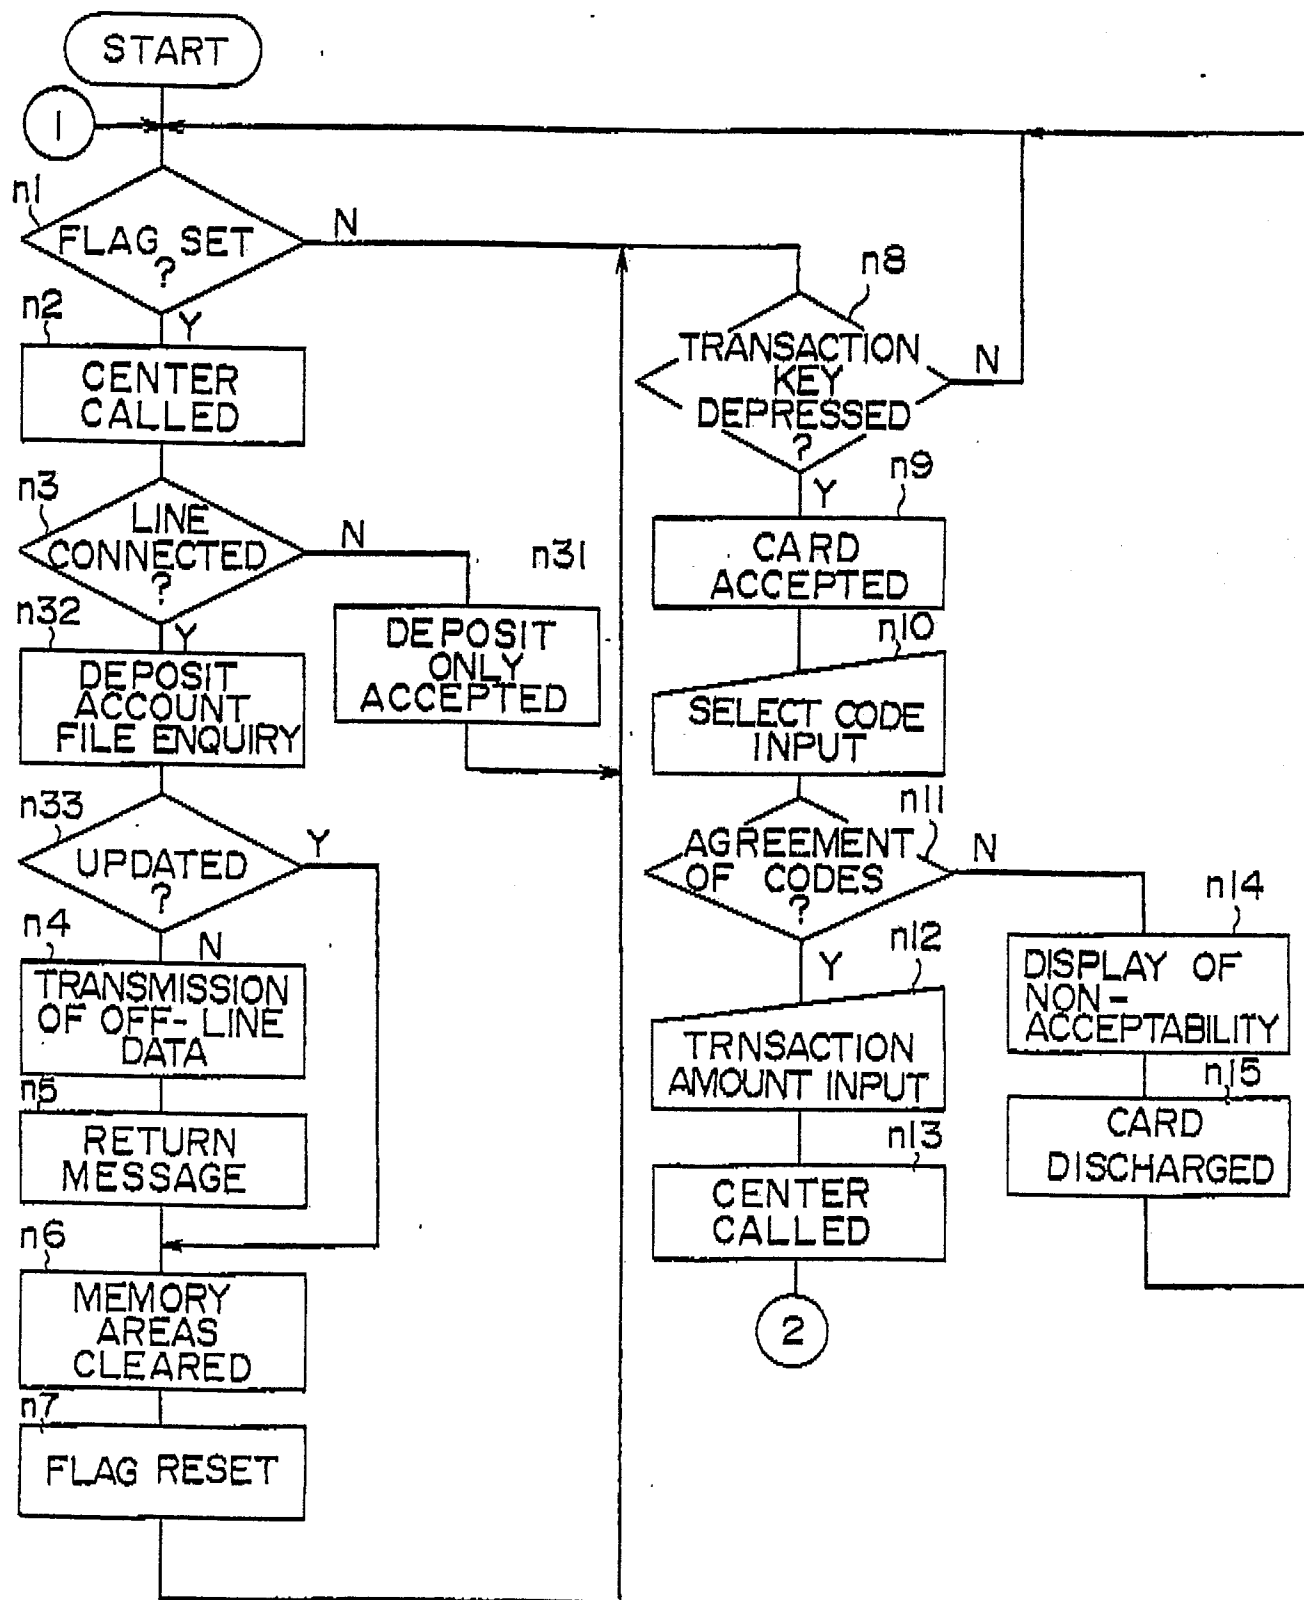 START
1
n1
FLAG SET
?
N
Y
n2
CENTER
CALLED
n3
LINE
CONNECTED
?
N
Y
n31
DEPOSIT
ONLY
ACCEPTED
n32
DEPOSIT
ACCOUNT
FILE ENQUIRY
n33
UPDATED
?
Y
N
n4
TRANSMISSION
OF OFF-LINE
DATA
n5
RETURN
MESSAGE
n6
MEMORY
AREAS
CLEARED
n7
FLAG RESET
n8
TRANSACTION
KEY
DEPRESSED
?
N
Y
n9
CARD
ACCEPTED
n10
SELECT CODE
INPUT
n11
AGREEMENT
OF CODES
?
N
Y
n12
TRNSACTION
AMOUNT INPUT
n13
CENTER
CALLED
2
n14
DISPLAY OF
NON-
ACCEPTABILITY
n15
CARD
DISCHARGED